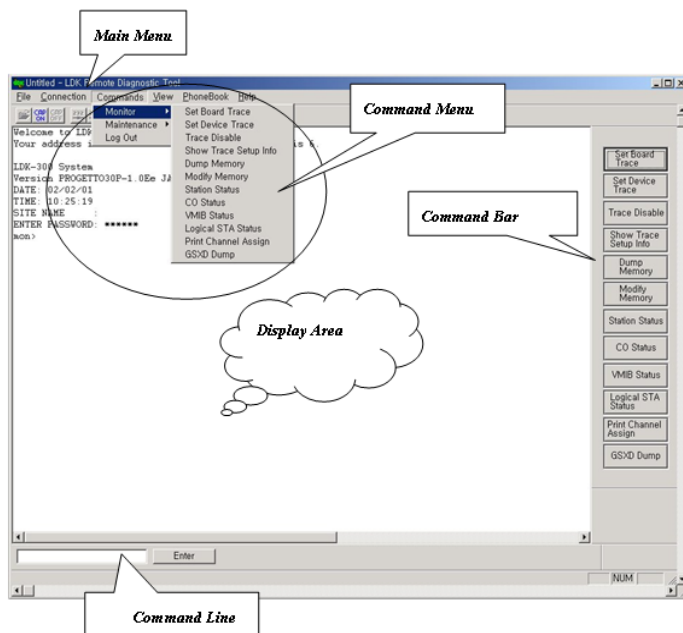 Main Menu
Untitled - LDK Remote Diagnostic Tool
File Connection Commands View PhoneBook Help
CAP ON CAP OFF
Monitor
Maintenance
Log Out
Set Board Trace
Set Device Trace
Trace Disable
Show Trace Setup Info
Dump Memory
Modify Memory
Station Status
CO Status
VMIB Status
Logical STA Status
Print Channel Assign
GSXD Dump
Command Menu
Welcome to LDK
Your address i s 6.
LDK-300 System
Version PROGETTO30P-1.0Ee JA
DATE: 02/02/01
TIME: 10:25:19
SITE NAME :
ENTER PASSWORD: ******
mon>
Command Bar
Set Board
Trace
Set Device
Trace
Trace Disable
Show Trace
Setup Info
Dump
Memory
Modify
Memory
Station Status
CO Status
VMIB Status
Logical STA
Status
Print Channel
Assign
GSXD Dump
Display Area
Enter
NUM
Command Line